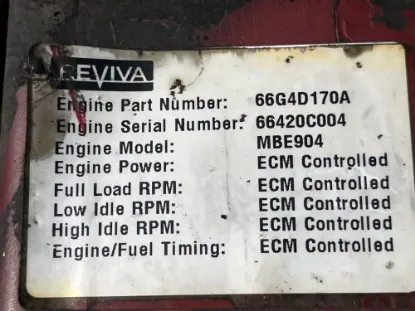 REVIVA
Engine Part Number: 66G4D170A
Engine Serial Number: 66420C004
Engine Model: MBE904
Engine Power: ECM Controlled
Full Load RPM: ECM Controlled
Low Idle RPM: ECM Controlled
High Idle RPM: ECM Controlled
Engine/Fuel Timing: ECM Controlled